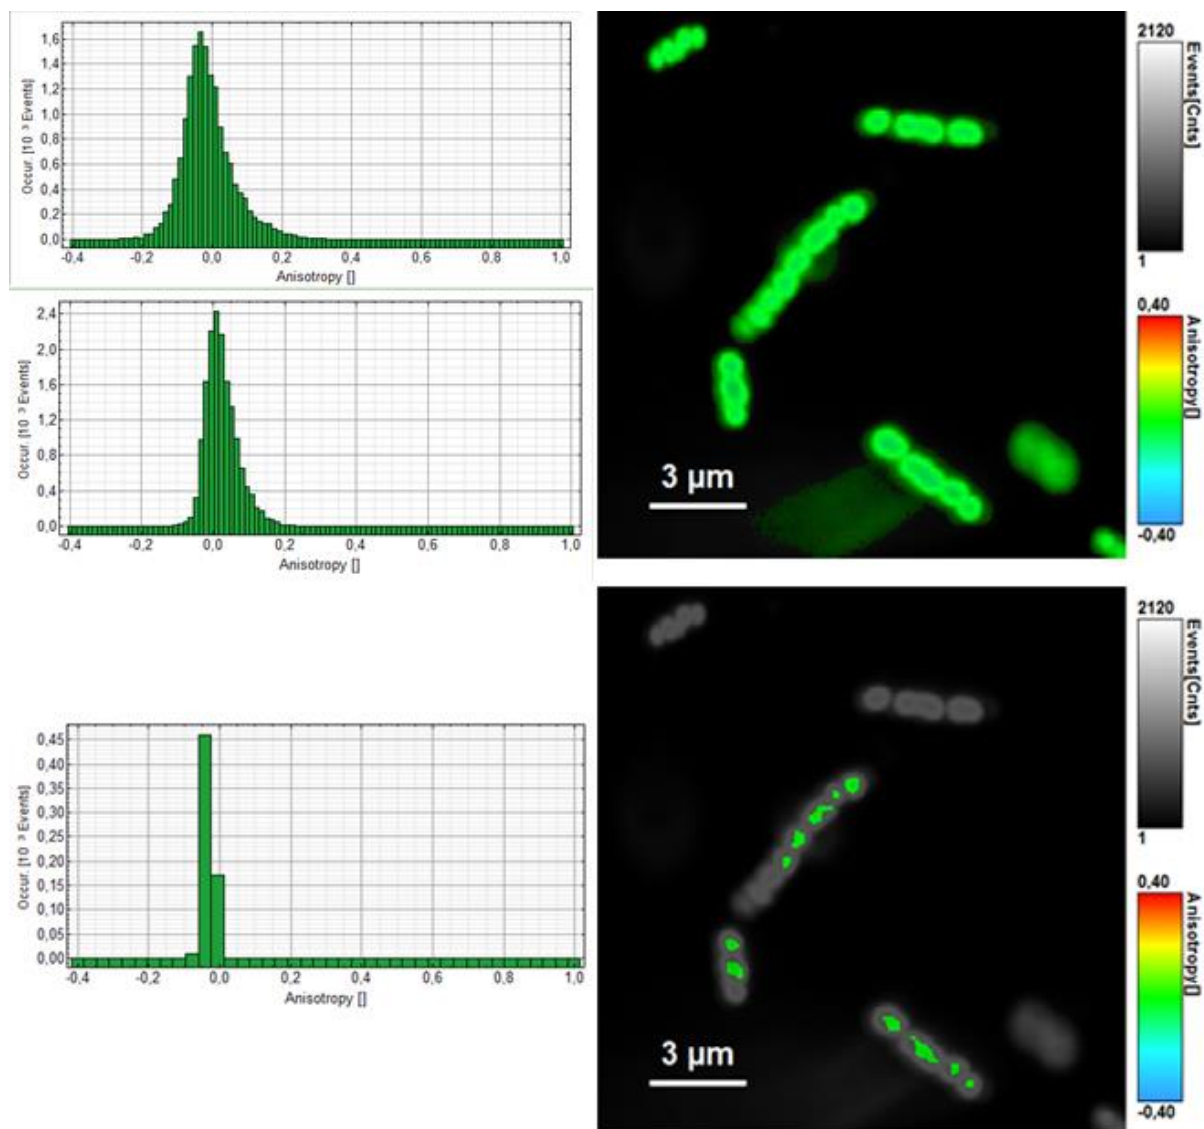 1,6
1,4
1,2
1,0
0,8
0,6
0,4
0,2
0,0
Occur. [10 ³ Events]
-0,4 -0,2 0,0 0,2 0,4 0,6 0,8 1,0
Anisotropy []
2,4
2,0
1,6
1,2
0,8
0,4
0,0
Occur. [10 ³ Events]
-0,4 -0,2 0,0 0,2 0,4 0,6 0,8 1,0
Anisotropy []
3 µm
2120
Events[Cnts]
1
0,40
Anisotropy[]
-0,40
0,45
0,40
0,35
0,30
0,25
0,20
0,15
0,10
0,05
0,00
Occur. [10 ³ Events]
-0,4 -0,2 0,0 0,2 0,4 0,6 0,8 1,0
Anisotropy []
3 µm
2120
Events[Cnts]
1
0,40
Anisotropy[]
-0,40